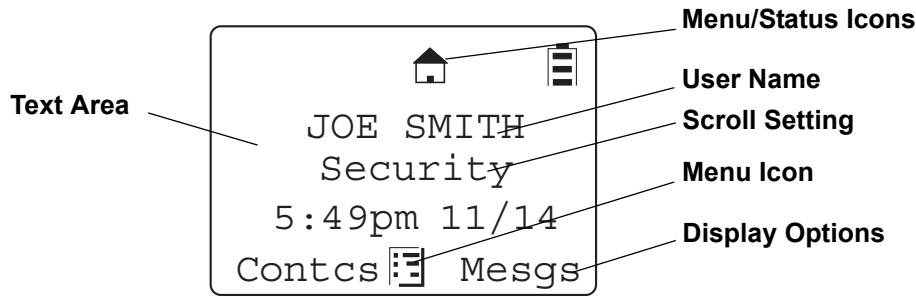 Menu/Status Icons
User Name
Text Area
JOE SMITH
Scroll Setting
Security
Menu Icon
5:49pm 11/14
Display Options
Contcs Mesgs